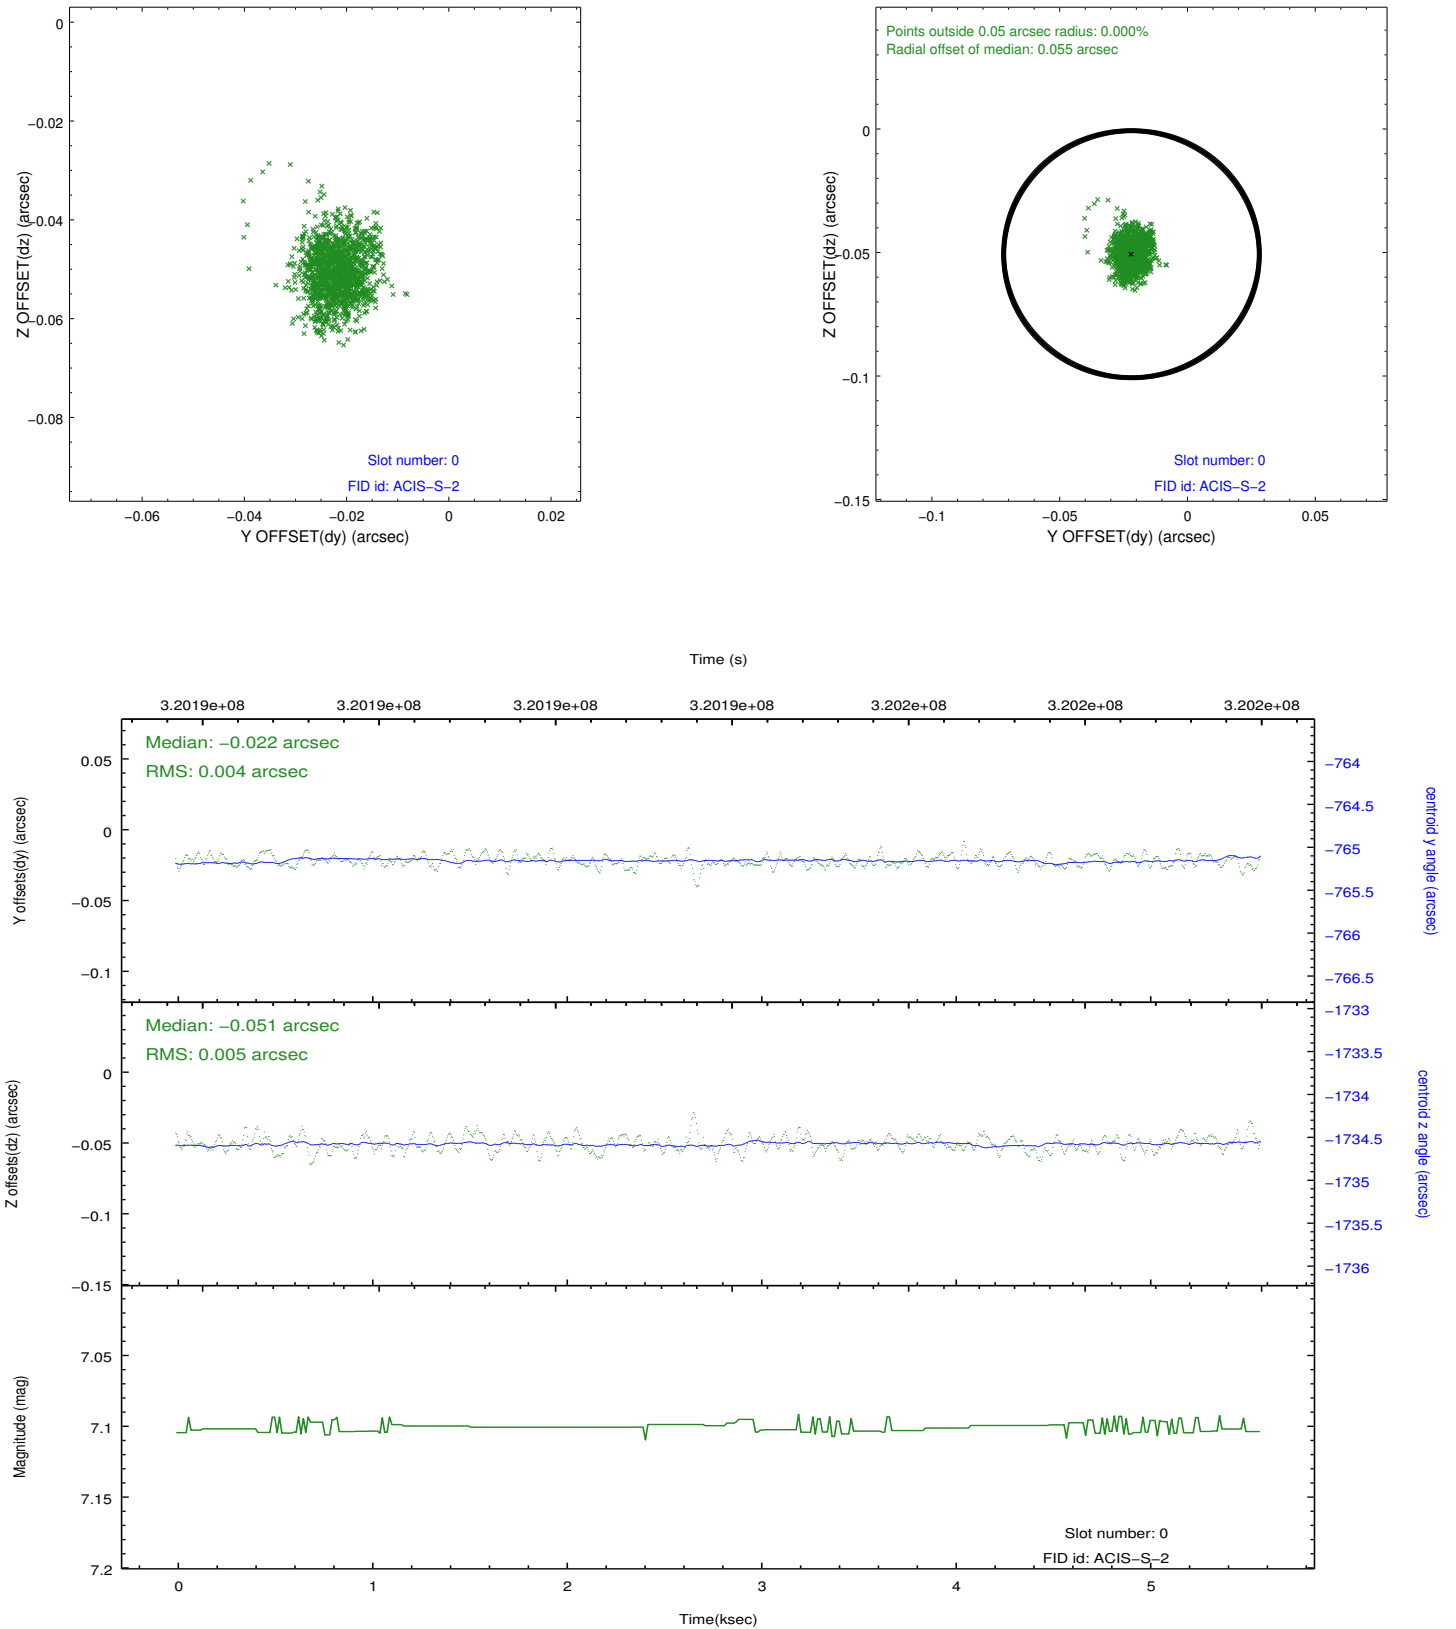 0
−0.02
−0.04
−0.06
−0.08
Z OFFSET(dz) (arcsec)
Slot number: 0
FID id: ACIS−S−2
−0.06
−0.04
−0.02
0
0.02
Y OFFSET(dy) (arcsec)
Points outside 0.05 arcsec radius: 0.000%
Radial offset of median: 0.055 arcsec
0
−0.05
−0.1
−0.15
Z OFFSET(dz) (arcsec)
Slot number: 0
FID id: ACIS−S−2
−0.1
−0.05
0
0.05
Y OFFSET(dy) (arcsec)
Time (s)
3.2019e+08
3.2019e+08
3.2019e+08
3.2019e+08
3.202e+08
3.202e+08
3.202e+08
Median: −0.022 arcsec
RMS: 0.004 arcsec
0.05
0
−0.05
−0.1
Y offsets(dy) (arcsec)
−764
−764.5
−765
−765.5
−766
−766.5
centroid y angle (arcsec)
Median: −0.051 arcsec
RMS: 0.005 arcsec
0
−0.05
−0.1
−0.15
Z offsets(dz) (arcsec)
−1733
−1733.5
−1734
−1734.5
−1735
−1735.5
−1736
centroid z angle (arcsec)
7.05
7.1
7.15
7.2
Magnitude (mag)
Slot number: 0
FID id: ACIS−S−2
0
1
2
3
4
5
Time(ksec)